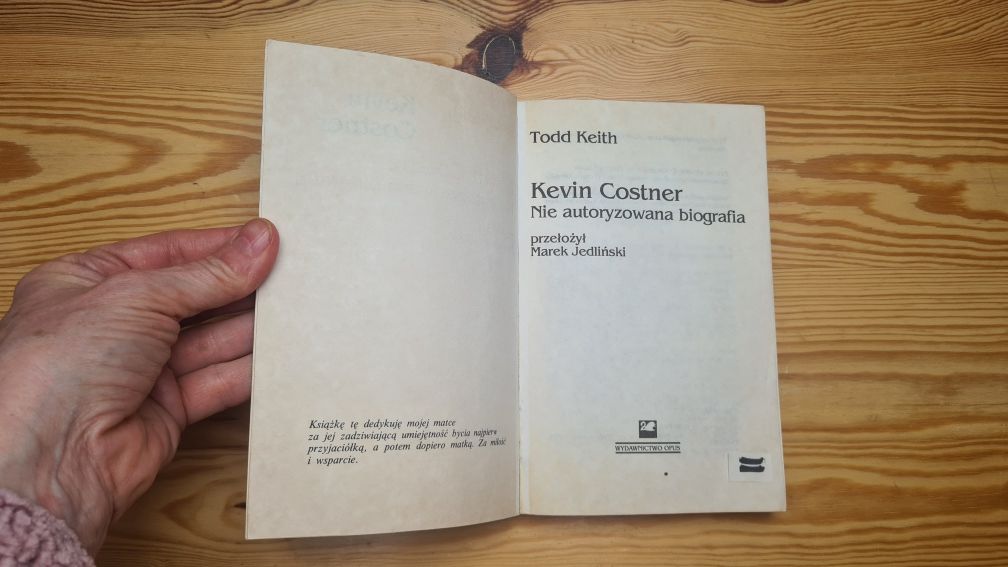 Książkę tę dedykuję mojej matce
za jej zadziwiającą umiejętność bycia najpierw
przyjaciółką, a potem dopiero matką. Za miłość
i wsparcie.
Todd Keith
Kevin Costner
Nie autoryzowana biografia
przełożył
Marek Jedliński
WYDAWNICTWO OPUS